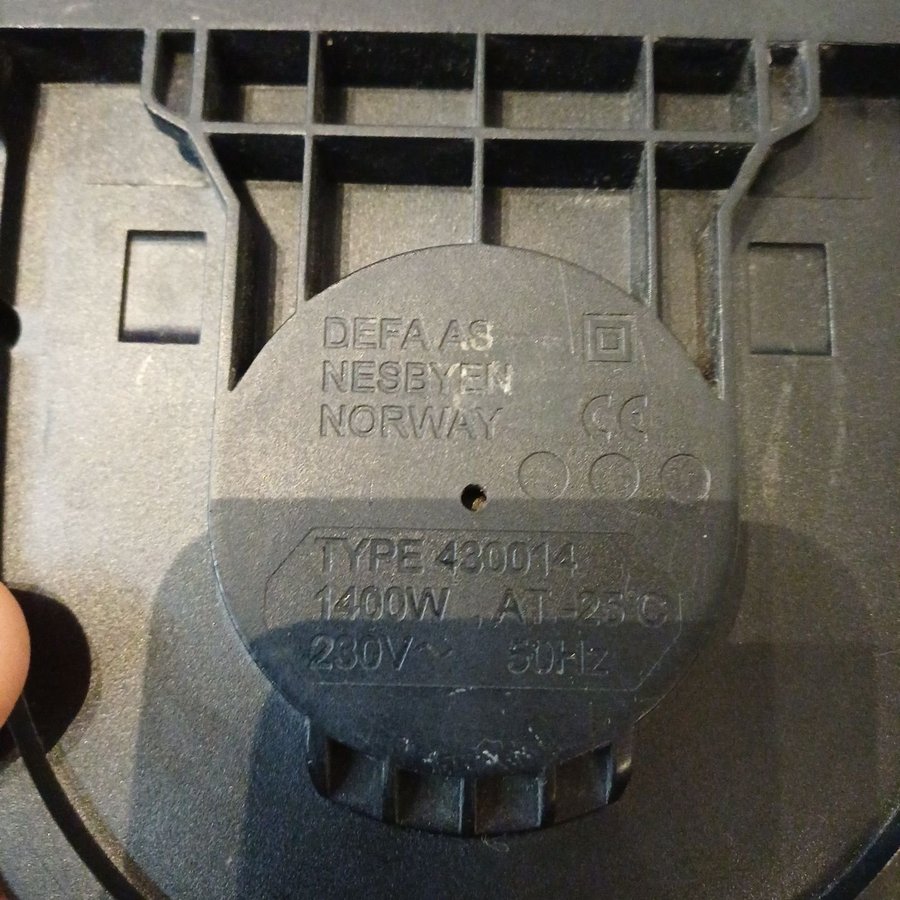 DEFA AS
NESBYEN
NORWAY
CE
TYPE 430014
1400W AT -25°C
230V~ 50Hz